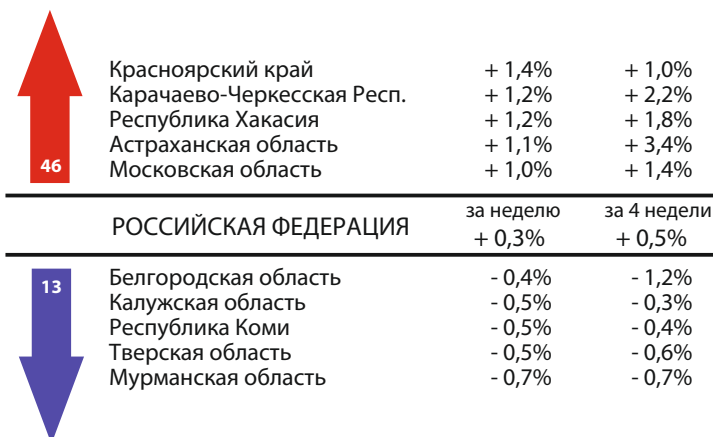 Красноярский край + 1,4% + 1,0%
Карачаево-Черкесская Респ. + 1,2% + 2,2%
Республика Хакасия + 1,2% + 1,8%
Астраханская область + 1,1% + 3,4%
46 Московская область + 1,0% + 1,4%
за неделю за 4 недели
РОССИЙСКАЯ ФЕДЕРАЦИЯ + 0,3% + 0,5%
13 Белгородская область - 0,4% - 1,2%
Калужская область - 0,5% - 0,3%
Республика Коми - 0,5% - 0,4%
Тверская область - 0,5% - 0,6%
Мурманская область - 0,7% - 0,7%